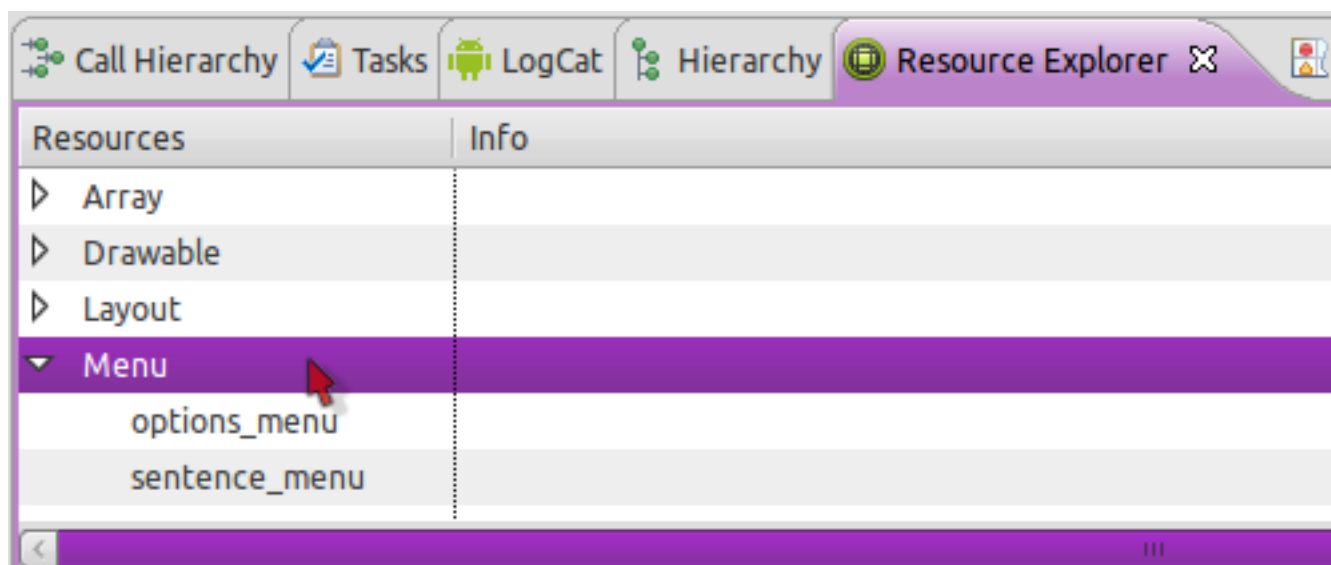 Call Hierarchy Tasks LogCat Hierarchy Resource Explorer
Resources Info
Array
Drawable
Layout
Menu
options_menu
sentence_menu